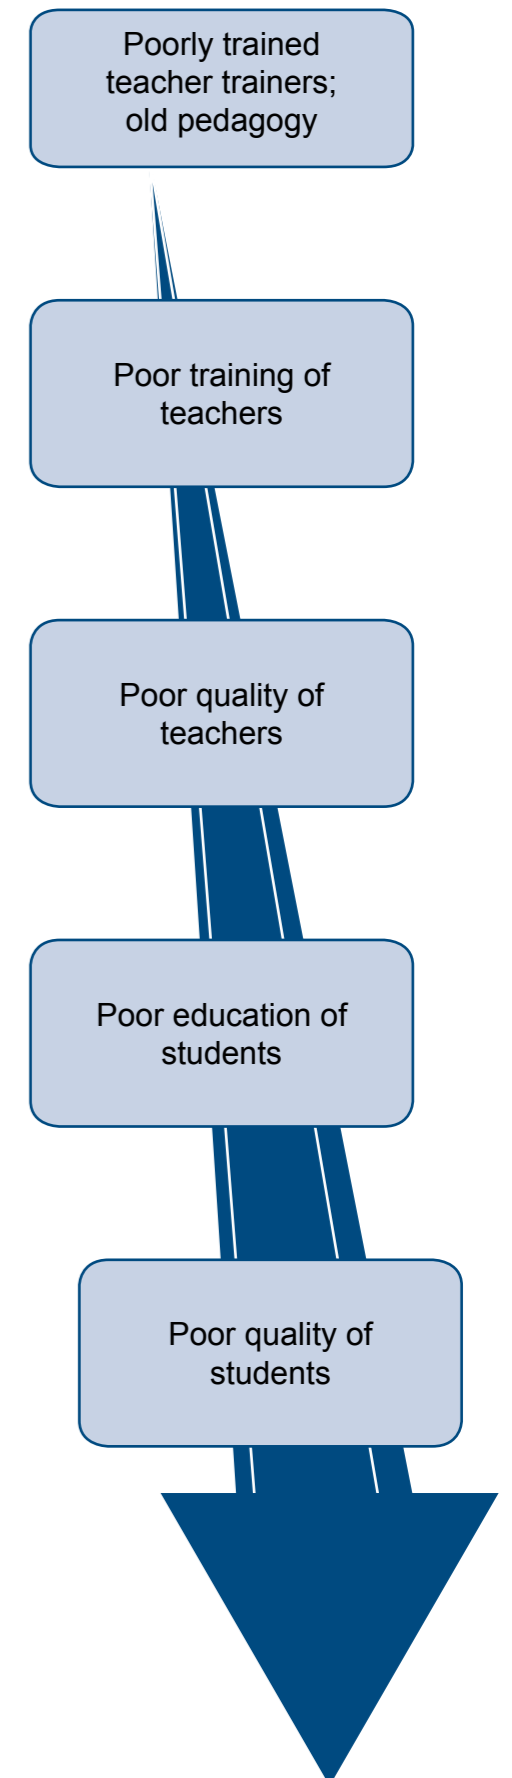 Poorly trained
teacher trainers;
old pedagogy
Poor training of
teachers
Poor quality of
teachers
Poor education of
students
Poor quality of
students